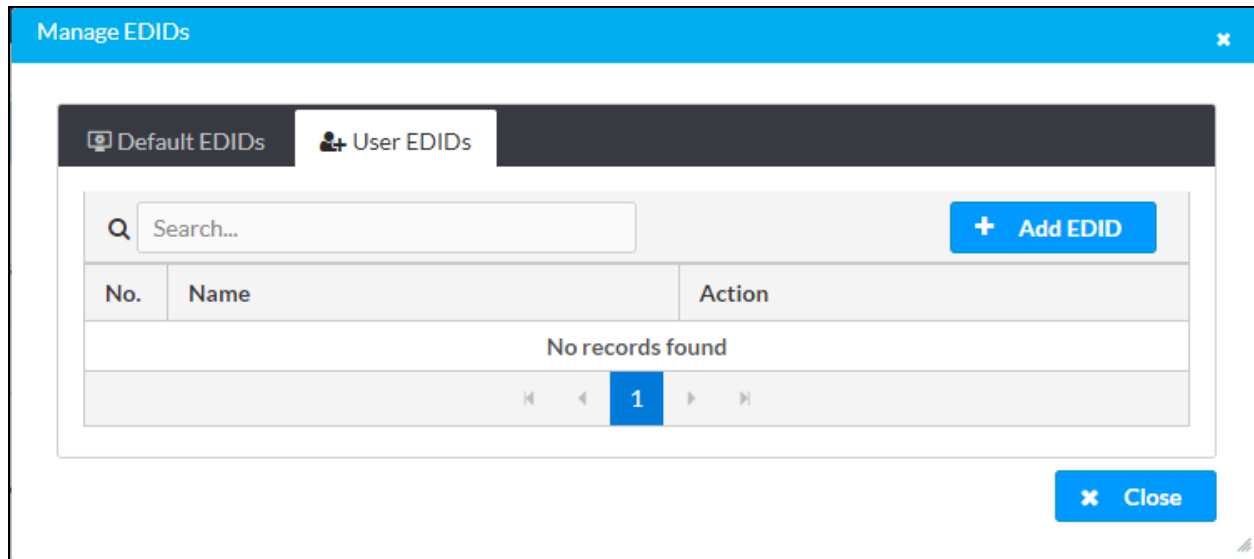 Manage EDIDs
Default EDIDs User EDIDs
Search... Add EDID
No. Name Action
No records found
1
Close